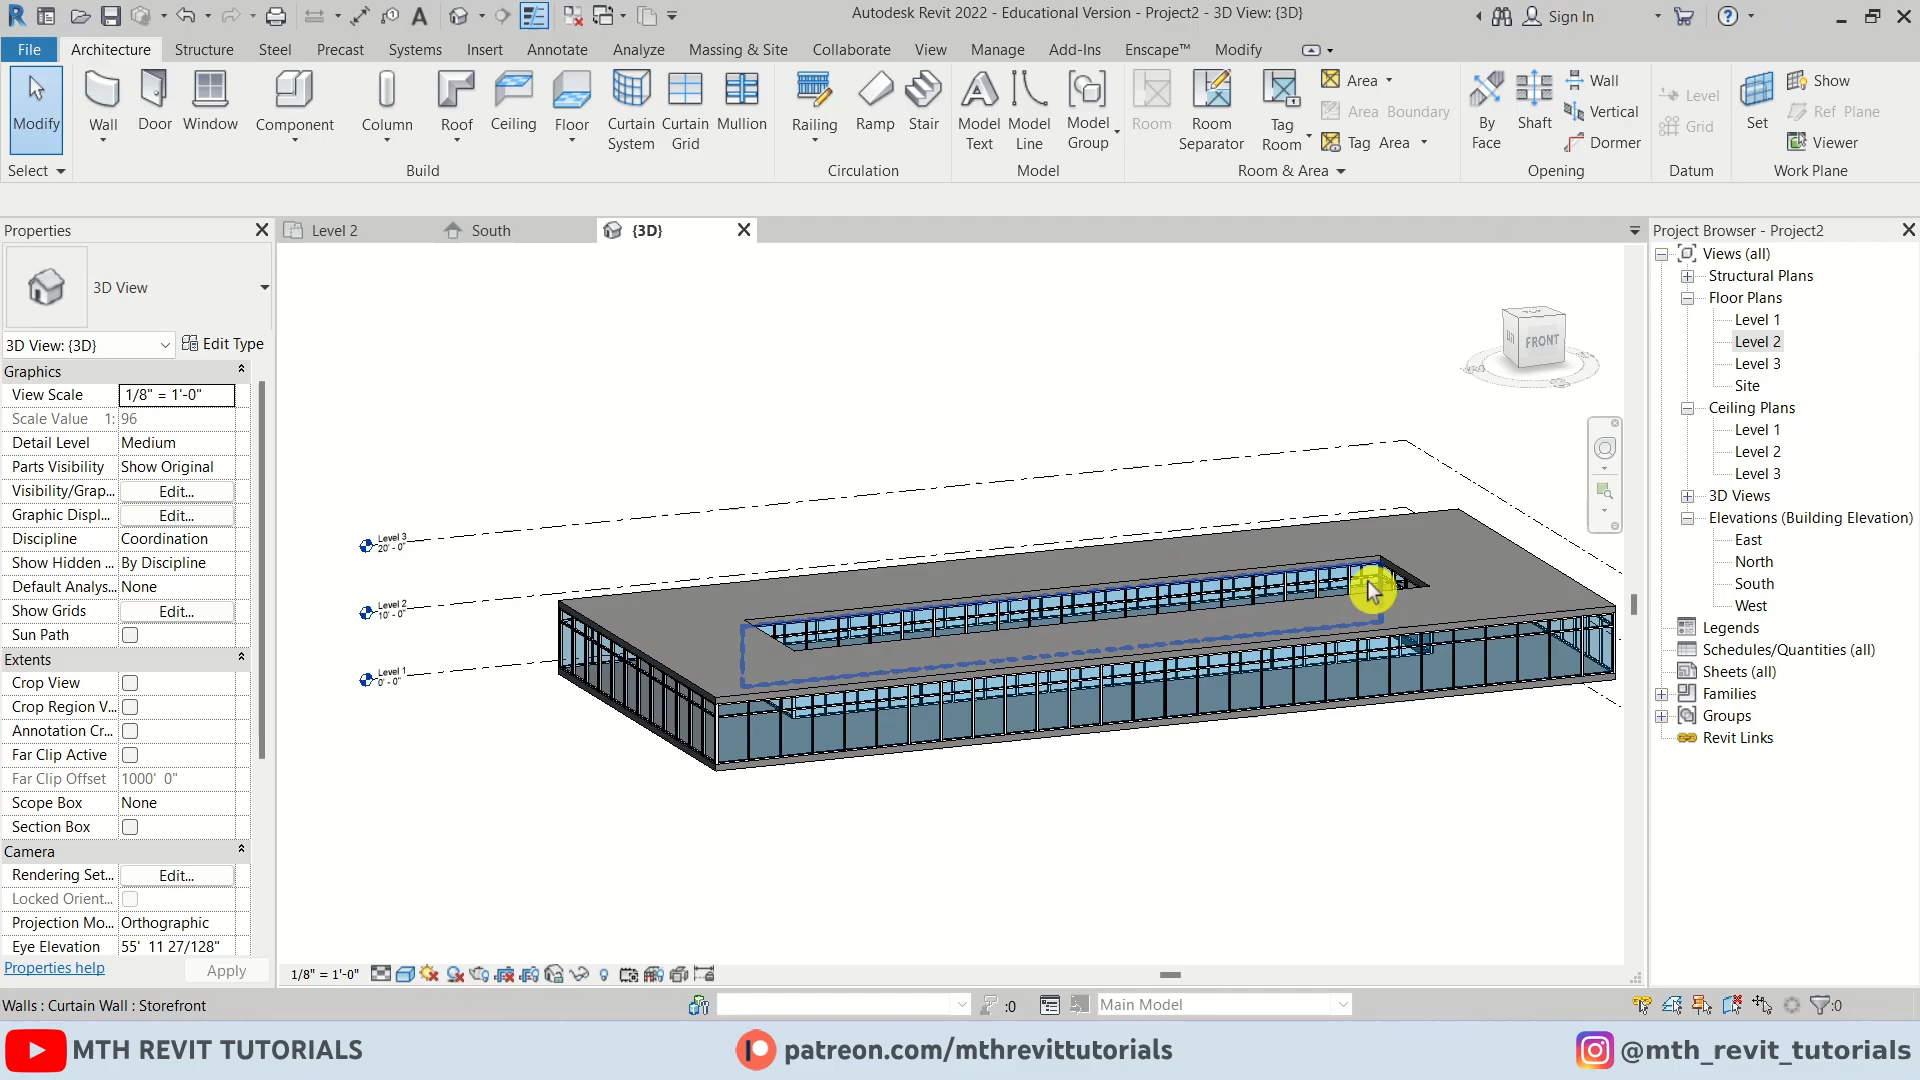 Autodesk Revit 2022 - Educational Version - Project2 - 3D View: {3D}
Sign In
File Architecture Structure Steel Precast Systems Insert Annotate Analyze Massing & Site Collaborate View Manage Add-Ins Enscape™ Modify
Modify
Wall
Door
Window
Component
Column
Roof
Ceiling
Floor
Curtain System
Curtain Grid
Mullion
Railing
Ramp
Stair
Model Text
Model Line
Model Group
Room
Room Separator
Tag Room
Area
Area Boundary
Tag Area
By Face
Shaft
Wall
Vertical
Dormer
Level
Grid
Set
Show
Ref Plane
Viewer
Select
Build
Circulation
Model
Room & Area
Opening
Datum
Work Plane
Properties
3D View
3D View: {3D}
Edit Type
Graphics
View Scale 1/8" = 1'-0"
Scale Value 1: 96
Detail Level Medium
Parts Visibility Show Original
Visibility/Grap... Edit...
Graphic Displ... Edit...
Discipline Coordination
Show Hidden ... By Discipline
Default Analys... None
Show Grids Edit...
Sun Path
Extents
Crop View
Crop Region V...
Annotation Cr...
Far Clip Active
Far Clip Offset 1000' 0"
Scope Box None
Section Box
Camera
Rendering Set... Edit...
Locked Orient...
Projection Mo... Orthographic
Eye Elevation 55' 11 27/128"
Properties help
Apply
Level 2
South
{3D}
FRONT
Level 3
20' - 0"
Level 2
10' - 0"
Level 1
0' - 0"
1/8" = 1'-0"
Project Browser - Project2
Views (all)
Structural Plans
Floor Plans
Level 1
Level 2
Level 3
Site
Ceiling Plans
Level 1
Level 2
Level 3
3D Views
Elevations (Building Elevation)
East
North
South
West
Legends
Schedules/Quantities (all)
Sheets (all)
Families
Groups
Revit Links
Walls : Curtain Wall : Storefront
:0
Main Model
:0
MTH REVIT TUTORIALS
patreon.com/mthrevittutorials
@mth_revit_tutorials